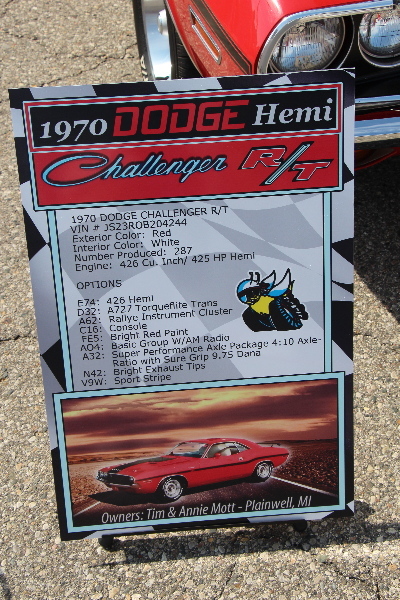 1970 DODGE Hemi
Challenger R/T
1970 DODGE CHALLENGER R/T
VIN # JS23R0B204244
Exterior Color: Red
Interior Color: White
Number Produced: 287
Engine: 426 Cu. Inch/ 425 HP Hemi
OPTIONS
E74: 426 Hemi
D32: A727 Torqueflite Trans
A62: Rallye Instrument Cluster
C16: Console
FE5: Bright Red Paint
A04: Basic Group W/AM Radio
A32: Super Performance Axle Package 4:10 Axle-
Ratio with Sure Grip 9.75 Dana
N42: Bright Exhaust Tips
V9W: Sport Stripe
Owners: Tim & Annie Mott - Plainwell, MI